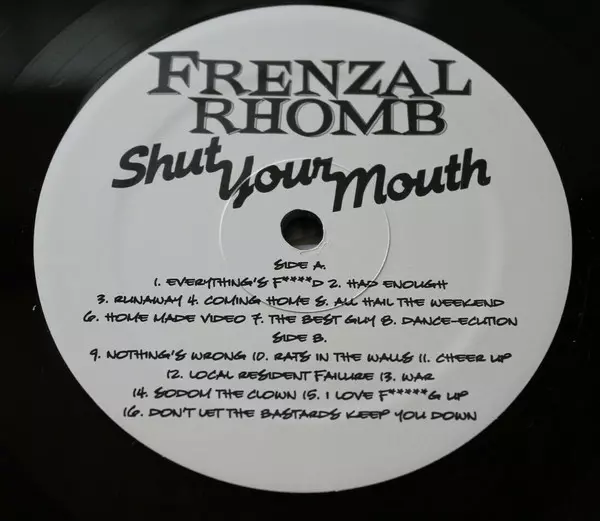 FRENZAL
RHOMB
Shut Your Mouth
SIDE A.
1. EVERYTHING'S F****D 2. HAD ENOUGH
3. RUNAWAY 4. COMING HOME 5. ALL HAIL THE WEEKEND
6. HOME MADE VIDEO 7. THE BEST GUY 8. DANCE-ECUTION
SIDE B.
9. NOTHING'S WRONG 10. RATS IN THE WALLS 11. CHEER UP
12. LOCAL RESIDENT FAILURE 13. WAR
14. SODOM THE CLOWN 15. I LOVE F*****G UP
16. DON'T LET THE BASTARDS KEEP YOU DOWN